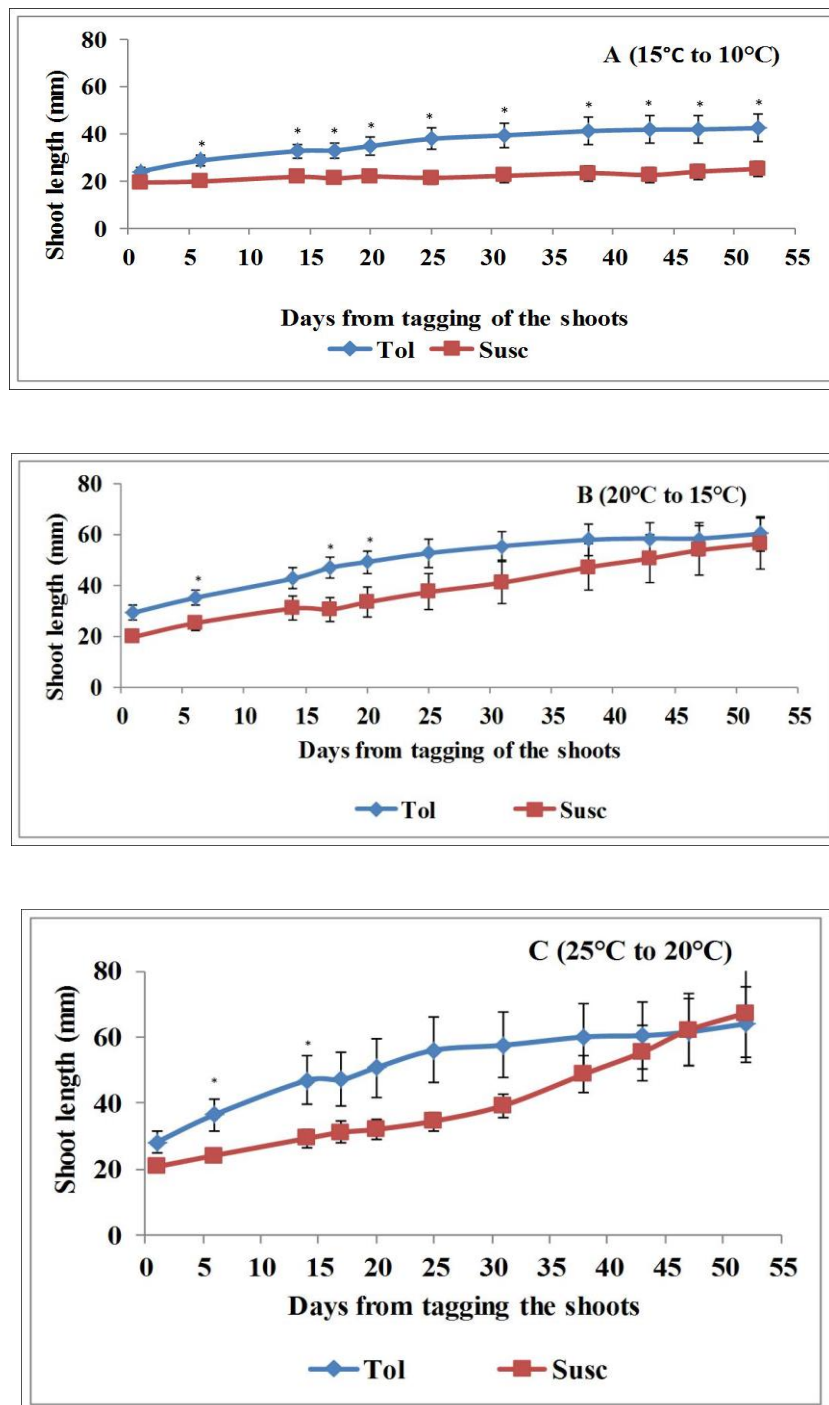 A (15°C to 10°C)
Shoot length (mm)
80
60
40
20
0
* * * * * * * * * *
0 5 10 15 20 25 30 35 40 45 50 55
Days from tagging of the shoots
Tol Susc
B (20°C to 15°C)
Shoot length (mm)
80
60
40
20
0
* * *
0 5 10 15 20 25 30 35 40 45 50 55
Days from tagging of the shoots
Tol Susc
C (25°C to 20°C)
Shoot length (mm)
80
60
40
20
0
* *
0 5 10 15 20 25 30 35 40 45 50 55
Days from tagging the shoots
Tol Susc